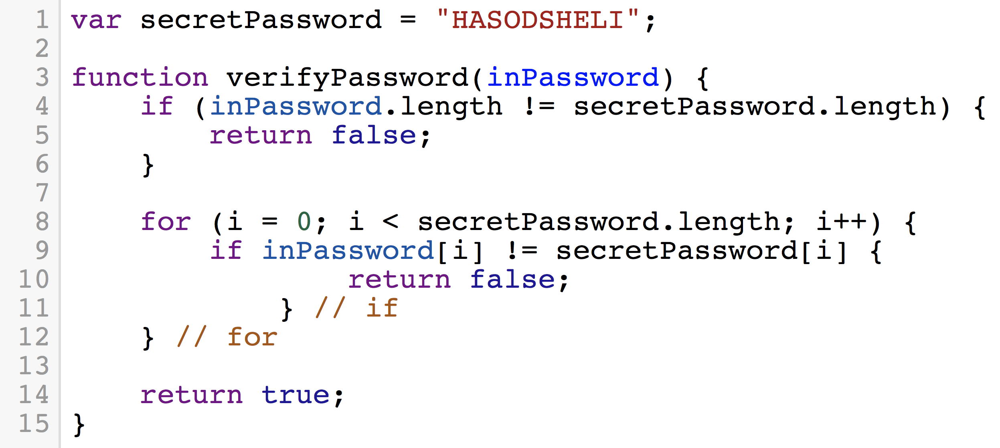 1 var secretPassword = "HASODSHELI";
2
3 function verifyPassword(inPassword) {
4     if (inPassword.length != secretPassword.length) {
5         return false;
6     }
7
8     for (i = 0; i < secretPassword.length; i++) {
9         if inPassword[i] != secretPassword[i] {
10                 return false;
11             } // if
12     } // for
13
14     return true;
15 }